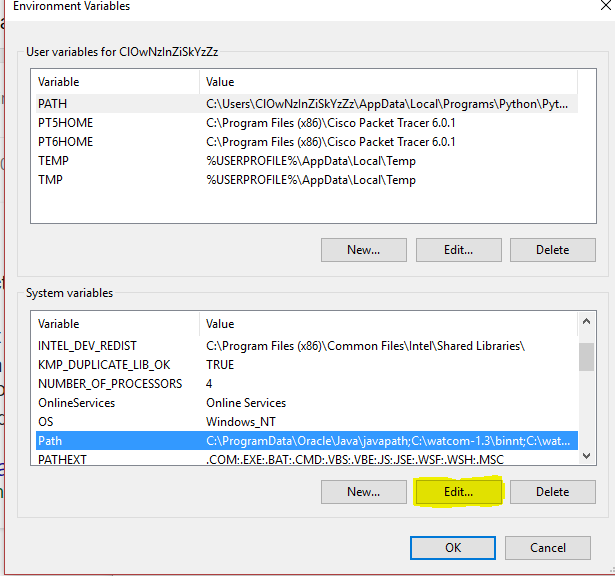 Environment Variables
User variables for ClOwNzInZiSkYzZz
Variable Value
PATH C:\Users\ClOwNzInZiSkYzZz\AppData\Local\Programs\Python\Pyt...
PT5HOME C:\Program Files (x86)\Cisco Packet Tracer 6.0.1
PT6HOME C:\Program Files (x86)\Cisco Packet Tracer 6.0.1
TEMP %USERPROFILE%\AppData\Local\Temp
TMP %USERPROFILE%\AppData\Local\Temp
New... Edit... Delete
System variables
Variable Value
INTEL_DEV_REDIST C:\Program Files (x86)\Common Files\Intel\Shared Libraries\
KMP_DUPLICATE_LIB_OK TRUE
NUMBER_OF_PROCESSORS 4
OnlineServices Online Services
OS Windows_NT
Path C:\ProgramData\Oracle\Java\javapath;C:\watcom-1.3\binnt;C:\wat...
PATHEXT .COM;.EXE;.BAT;.CMD;.VBS;.VBE;.JS;.JSE;.WSF;.WSH;.MSC
New... Edit... Delete
OK Cancel